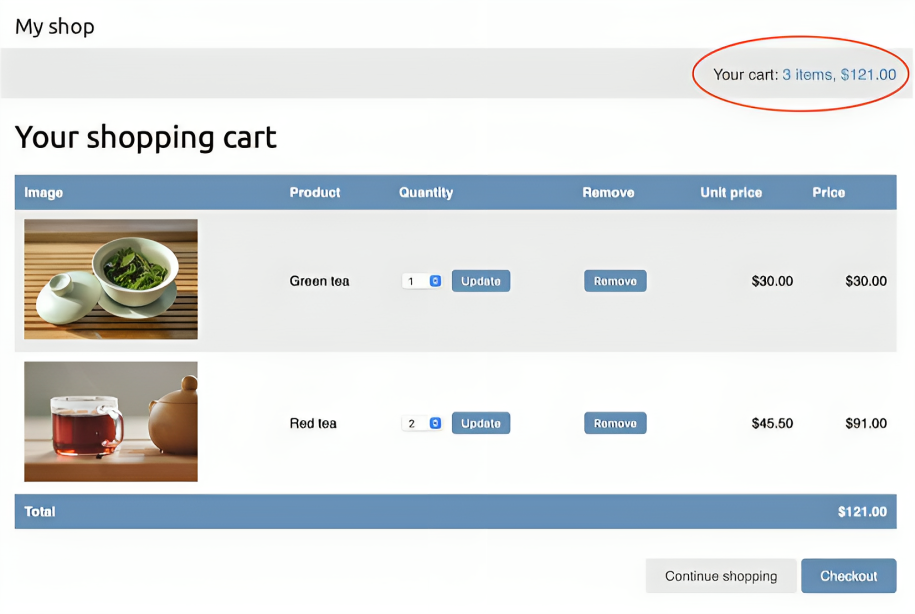 My shop
Your cart: 3 items, $121.00
Your shopping cart
Image Product Quantity Remove Unit price Price
Green tea 1 Update Remove $30.00 $30.00
Red tea 2 Update Remove $45.50 $91.00
Total $121.00
Continue shopping Checkout